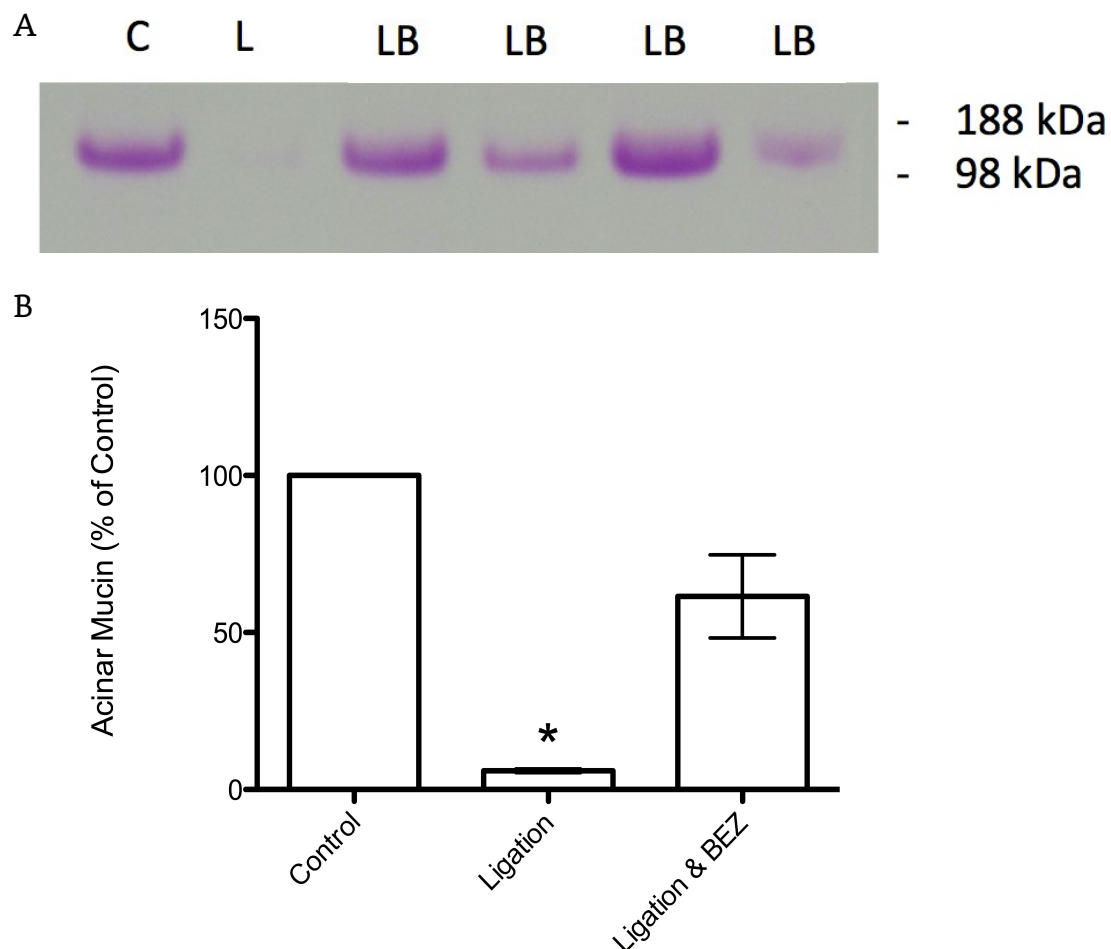 A
C L LB LB LB LB
- 188 kDa
- 98 kDa
B
150
100
50
0
Acinar Mucin (% of Control)
*
Control
Ligation
Ligation & BEZ